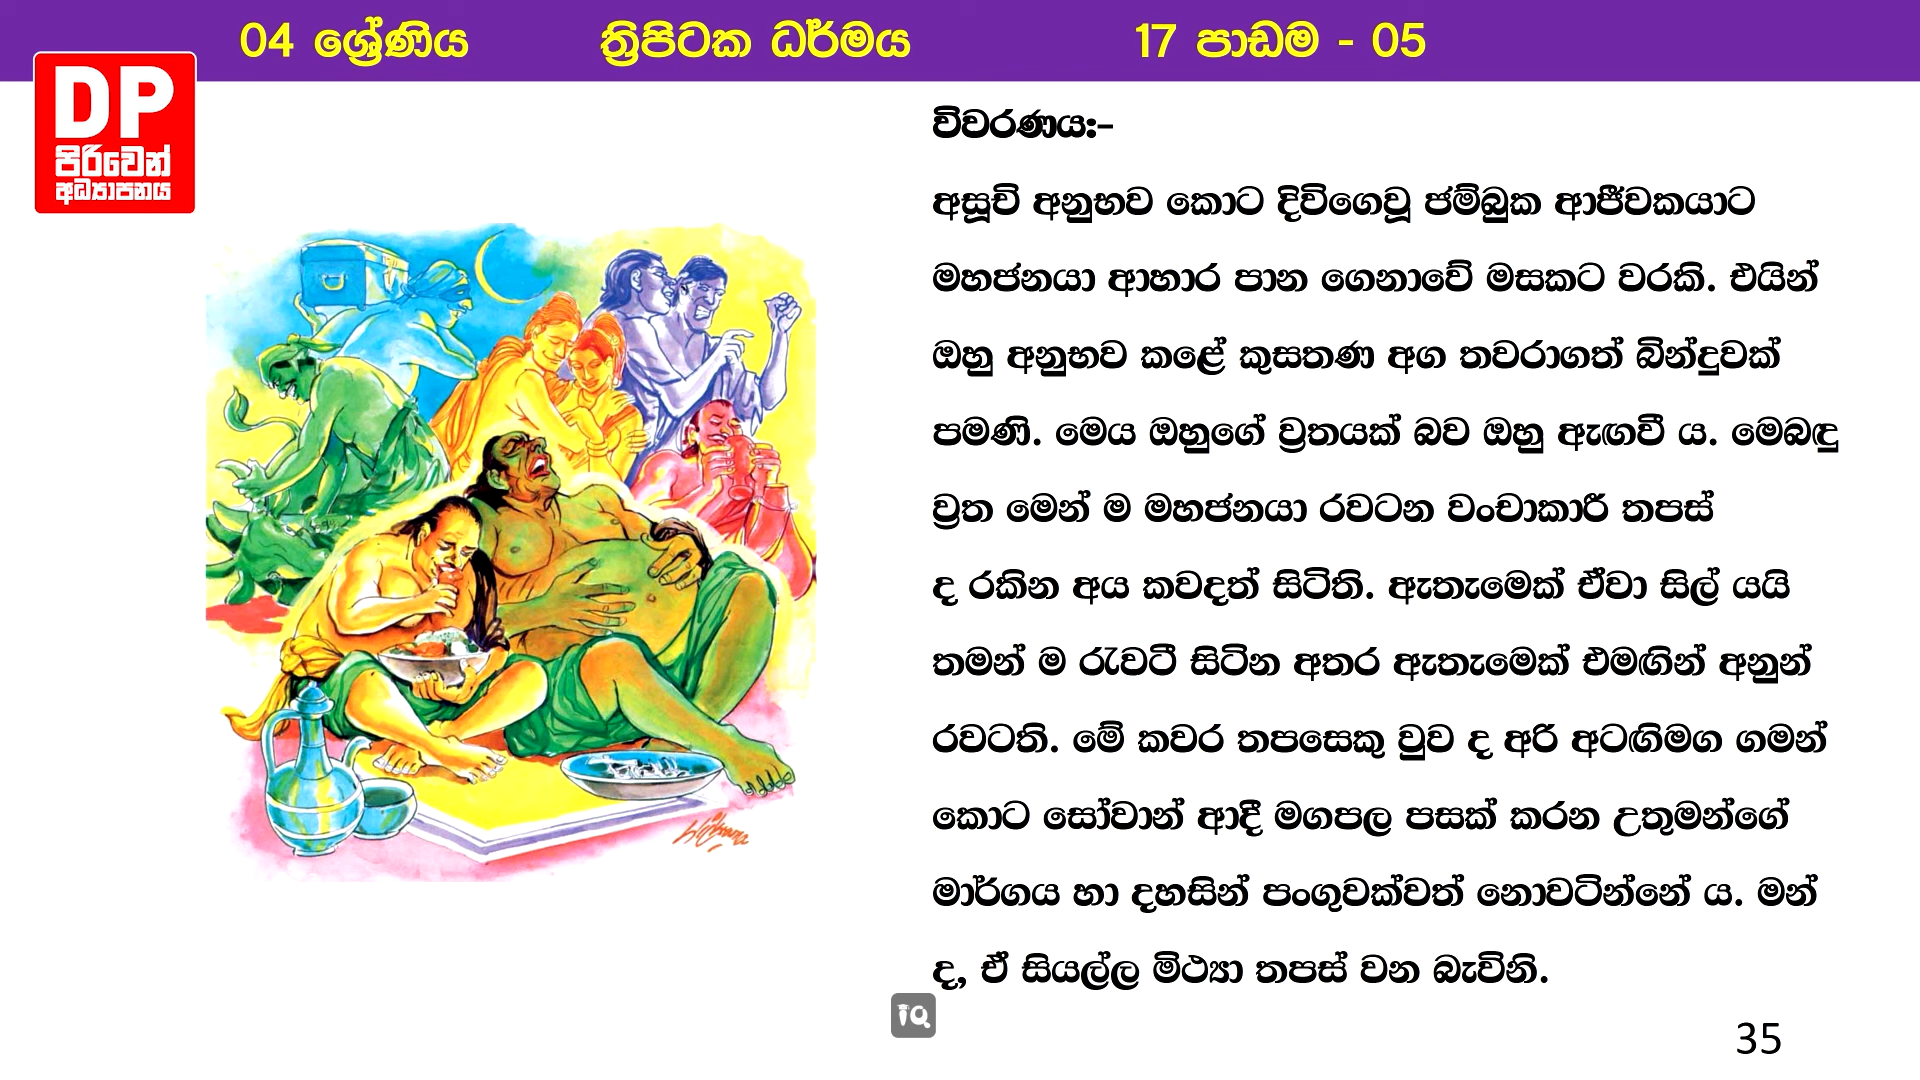 04 ශ්‍රේණිය ත්‍රිපිටක ධර්මය 17 පාඩම - 05
DP
පිරිවෙන්
අධ්‍යාපනය
විවරණය:-
අසූචි අනුභව කොට දිවිගෙවූ ජම්බුක ආජීවකයාට
මහජනයා ආහාර පාන ගෙනාවේ මසකට වරකි. එයින්
ඔහු අනුභව කළේ කුසතණ අග තවරාගත් බින්දුවක්
පමණි. මෙය ඔහුගේ ව්‍රතයක් බව ඔහු ඇඟවී ය. මෙබඳු
ව්‍රත මෙන් ම මහජනයා රවටන වංචාකාරී තපස්
ද රකින අය කවදත් සිටිති. ඇතැමෙක් ඒවා සිල් යයි
තමන් ම රැවටී සිටින අතර ඇතැමෙක් එමඟින් අනුන්
රවටති. මේ කවර තපසෙකු වුව ද අරි අටඟිමග ගමන්
කොට සෝවාන් ආදී මගපල පසක් කරන උතුමන්ගේ
මාර්ගය හා දහසින් පංගුවක්වත් නොවටින්නේ ය. මන්
ද, ඒ සියල්ල මිථ්‍යා තපස් වන බැවිනි.
iQ
35